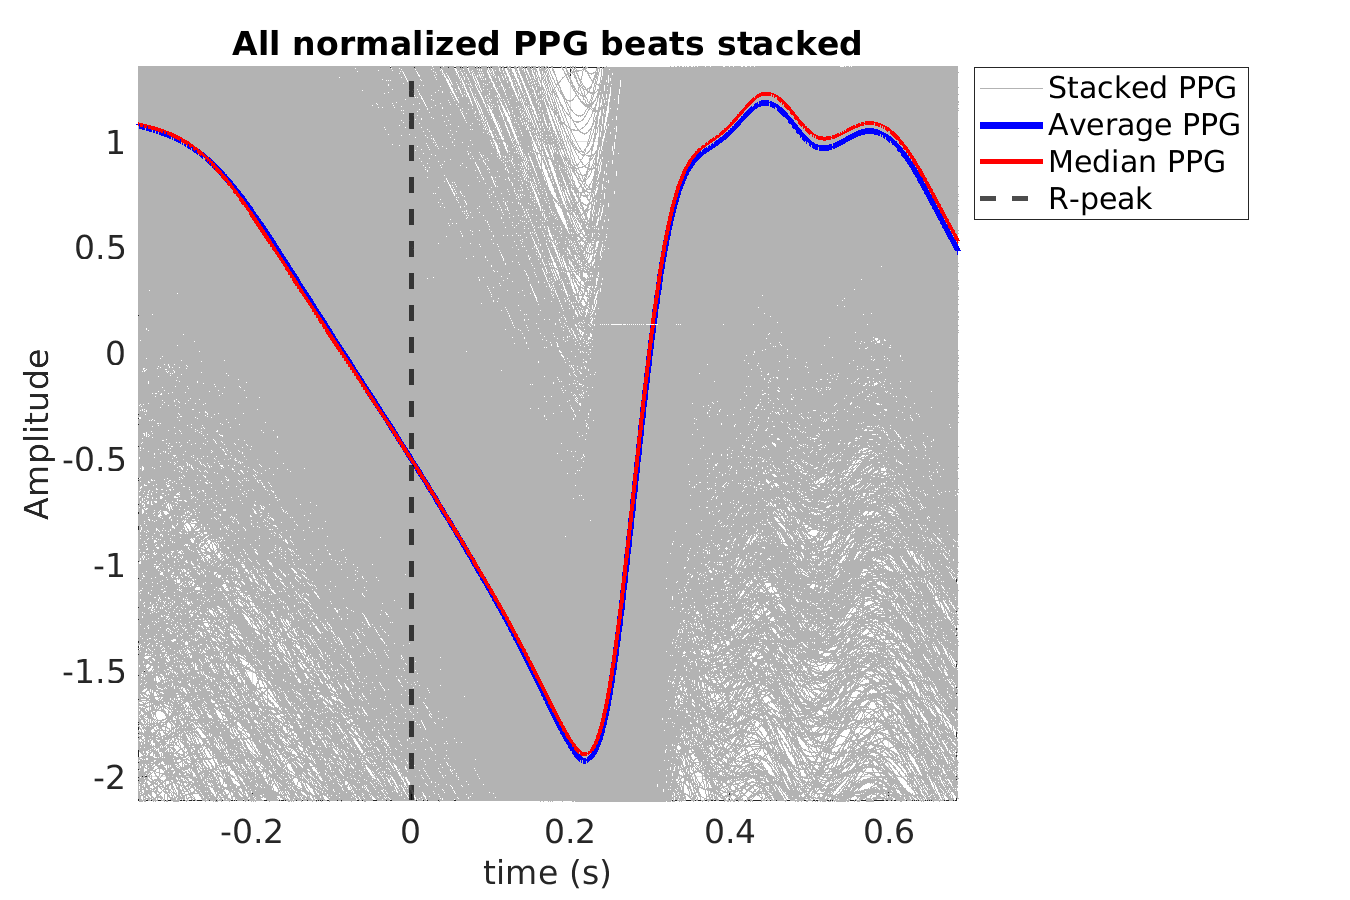 All normalized PPG beats stacked
Stacked PPG
Average PPG
Median PPG
R-peak
Amplitude
1
0.5
0
-0.5
-1
-1.5
-2
-0.2 0 0.2 0.4 0.6
time (s)